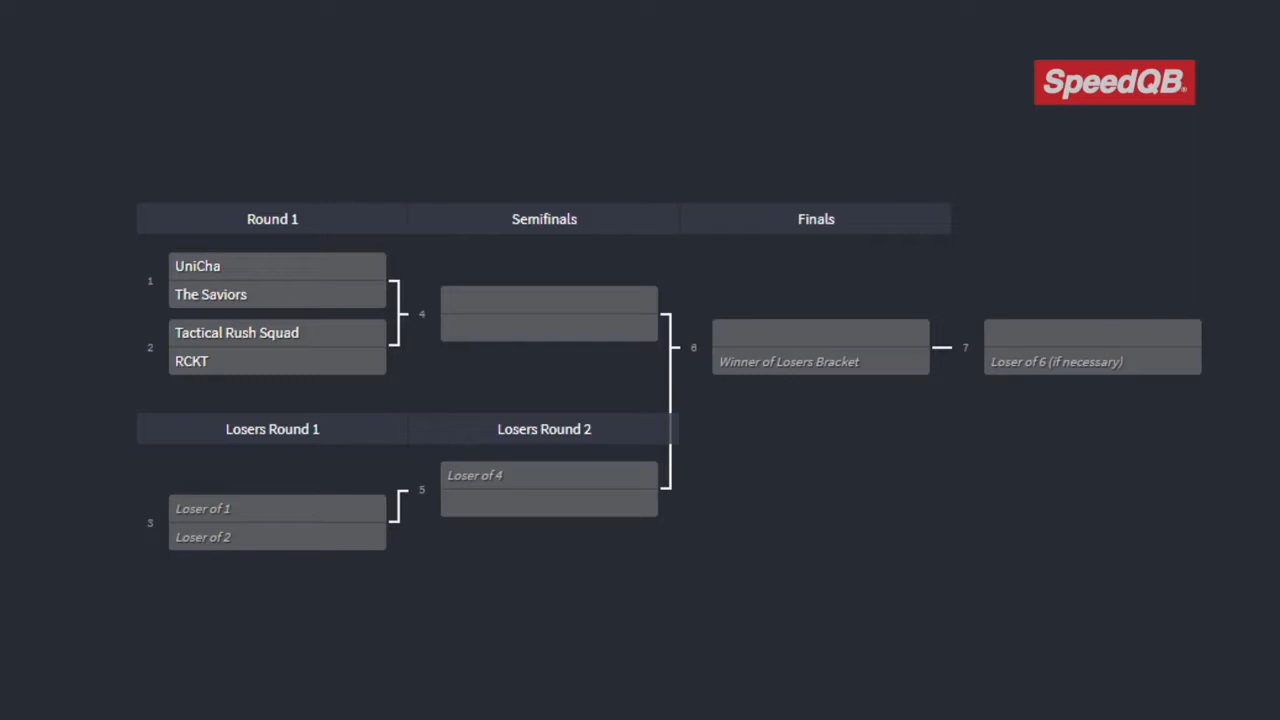 SpeedQB®
Round 1
Semifinals
Finals
1
UniCha
The Saviors
2
Tactical Rush Squad
RCKT
4
6
Winner of Losers Bracket
7
Loser of 6 (if necessary)
Losers Round 1
Losers Round 2
3
Loser of 1
Loser of 2
5
Loser of 4